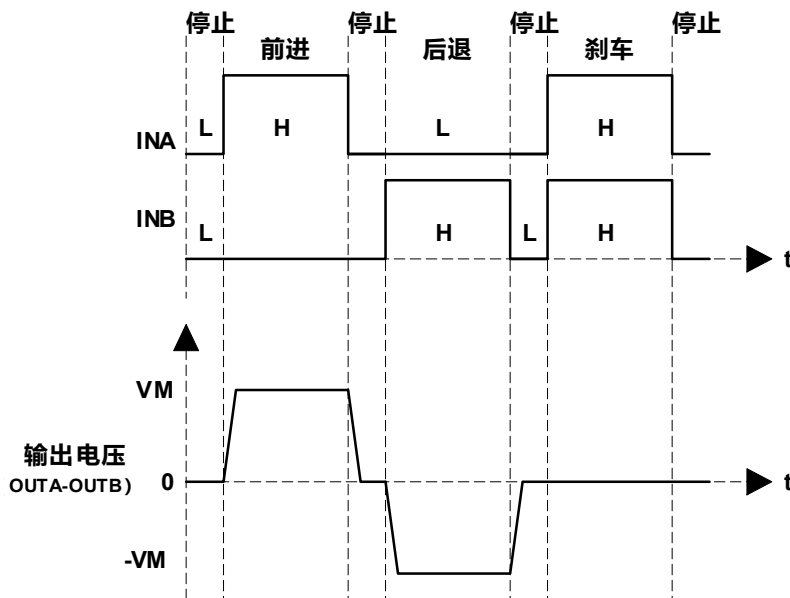 停止 停止 停止 停止
前进 后退 刹车
L H L H
INA
INB
L H L H
t
VM
输出电压
OUTA-OUTB) 0 t
-VM